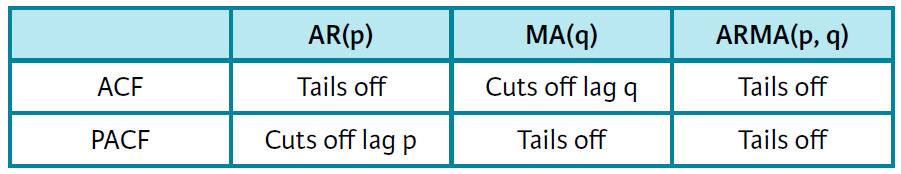 AR(p) MA(q) ARMA(p, q)
ACF Tails off Cuts off lag q Tails off
PACF Cuts off lag p Tails off Tails off